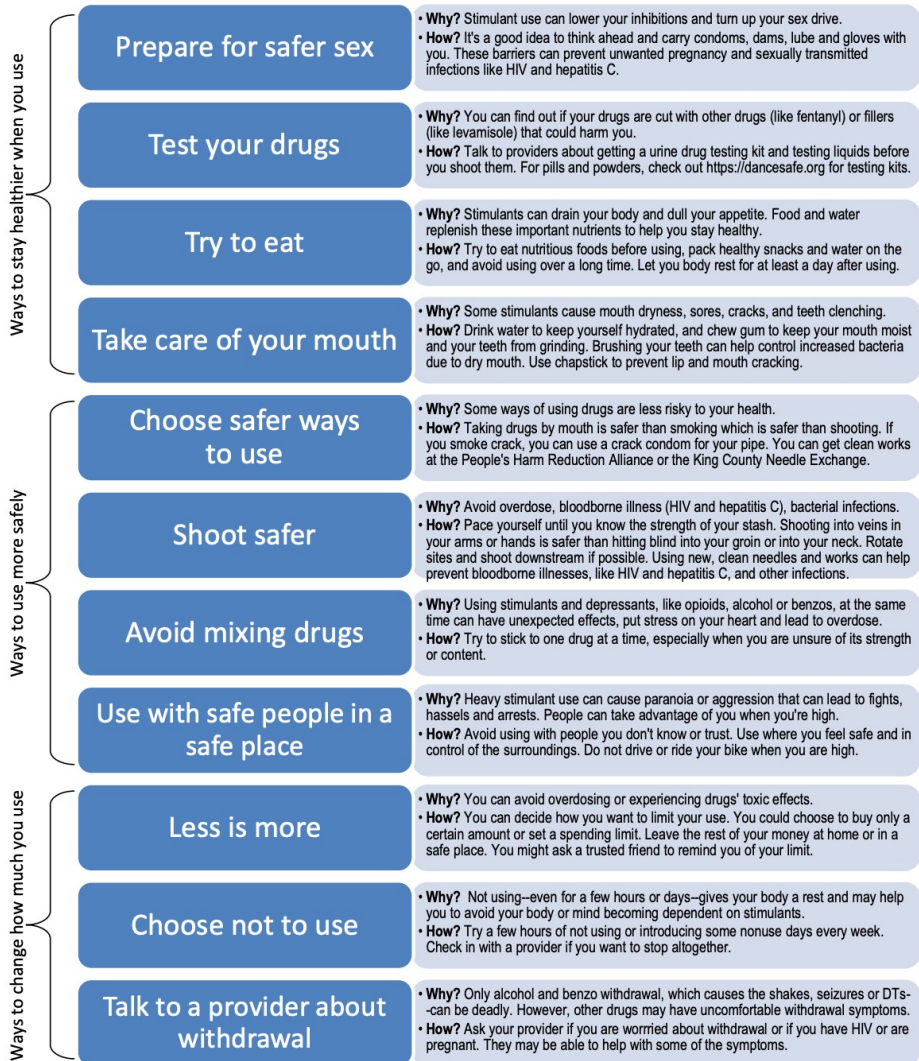 Ways to stay healthier when you use
Prepare for safer sex
• Why? Stimulant use can lower your inhibitions and turn up your sex drive.
• How? It's a good idea to think ahead and carry condoms, dams, lube and gloves with
you. These barriers can prevent unwanted pregnancy and sexually transmitted
infections like HIV and hepatitis C.
Test your drugs
• Why? You can find out if your drugs are cut with other drugs (like fentanyl) or fillers
(like levamisole) that could harm you.
• How? Talk to providers about getting a urine drug testing kit and testing liquids before
you shoot them. For pills and powders, check out https://dancesafe.org for testing kits.
Try to eat
• Why? Stimulants can drain your body and dull your appetite. Food and water
replenish these important nutrients to help you stay healthy.
• How? Try to eat nutritious foods before using, pack healthy snacks and water on the
go, and avoid using over a long time. Let you body rest for at least a day after using.
Take care of your mouth
• Why? Some stimulants cause mouth dryness, sores, cracks, and teeth clenching.
• How? Drink water to keep yourself hydrated, and chew gum to keep your mouth moist
and your teeth from grinding. Brushing your teeth can help control increased bacteria
due to dry mouth. Use chapstick to prevent lip and mouth cracking.
Ways to use more safely
Choose safer ways
to use
• Why? Some ways of using drugs are less risky to your health.
• How? Taking drugs by mouth is safer than smoking which is safer than shooting. If
you smoke crack, you can use a crack condom for your pipe. You can get clean works
at the People's Harm Reduction Alliance or the King County Needle Exchange.
Shoot safer
• Why? Avoid overdose, bloodborne illness (HIV and hepatitis C), bacterial infections.
• How? Pace yourself until you know the strength of your stash. Shooting into veins in
your arms or hands is safer than hitting blind into your groin or into your neck. Rotate
sites and shoot downstream if possible. Using new, clean needles and works can help
prevent bloodborne illnesses, like HIV and hepatitis C, and other infections.
Avoid mixing drugs
• Why? Using stimulants and depressants, like opioids, alcohol or benzos, at the same
time can have unexpected effects, put stress on your heart and lead to overdose.
• How? Try to stick to one drug at a time, especially when you are unsure of its strength
or content.
Use with safe people in a
safe place
• Why? Heavy stimulant use can cause paranoia or aggression that can lead to fights,
hassels and arrests. People can take advantage of you when you're high.
• How? Avoid using with people you don't know or trust. Use where you feel safe and in
control of the surroundings. Do not drive or ride your bike when you are high.
Ways to change how much you use
Less is more
• Why? You can avoid overdosing or experiencing drugs' toxic effects.
• How? You can decide how you want to limit your use. You could choose to buy only a
certain amount or set a spending limit. Leave the rest of your money at home or in a
safe place. You might ask a trusted friend to remind you of your limit.
Choose not to use
• Why? Not using--even for a few hours or days--gives your body a rest and may help
you to avoid your body or mind becoming dependent on stimulants.
• How? Try a few hours of not using or introducing some nonuse days every week.
Check in with a provider if you want to stop altogether.
Talk to a provider about
withdrawal
• Why? Only alcohol and benzo withdrawal, which causes the shakes, seizures or DTs-
-can be deadly. However, other drugs may have uncomfortable withdrawal symptoms.
• How? Ask your provider if you are worrried about withdrawal or if you have HIV or are
pregnant. They may be able to help with some of the symptoms.